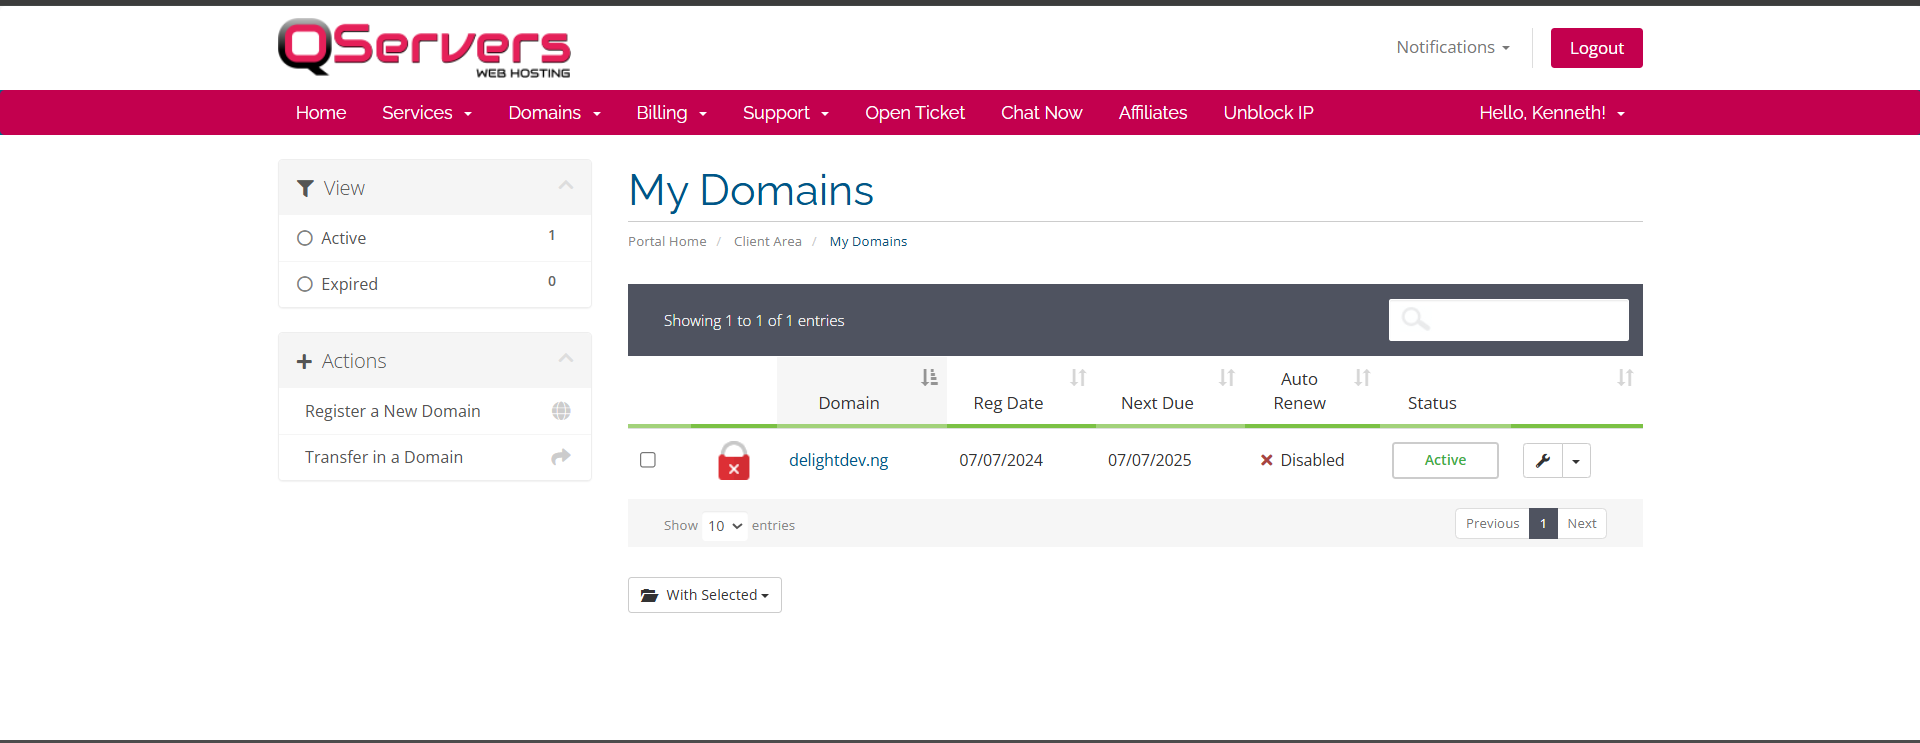 QServers
WEB HOSTING
Notifications
Logout
Home Services Domains Billing Support Open Ticket Chat Now Affiliates Unblock IP Hello, Kenneth!
View
Active 1
Expired 0
Actions
Register a New Domain
Transfer in a Domain
My Domains
Portal Home / Client Area / My Domains
Showing 1 to 1 of 1 entries
Domain Reg Date Next Due Auto Renew Status
delightdev.ng 07/07/2024 07/07/2025 Disabled Active
Show 10 entries
Previous 1 Next
With Selected